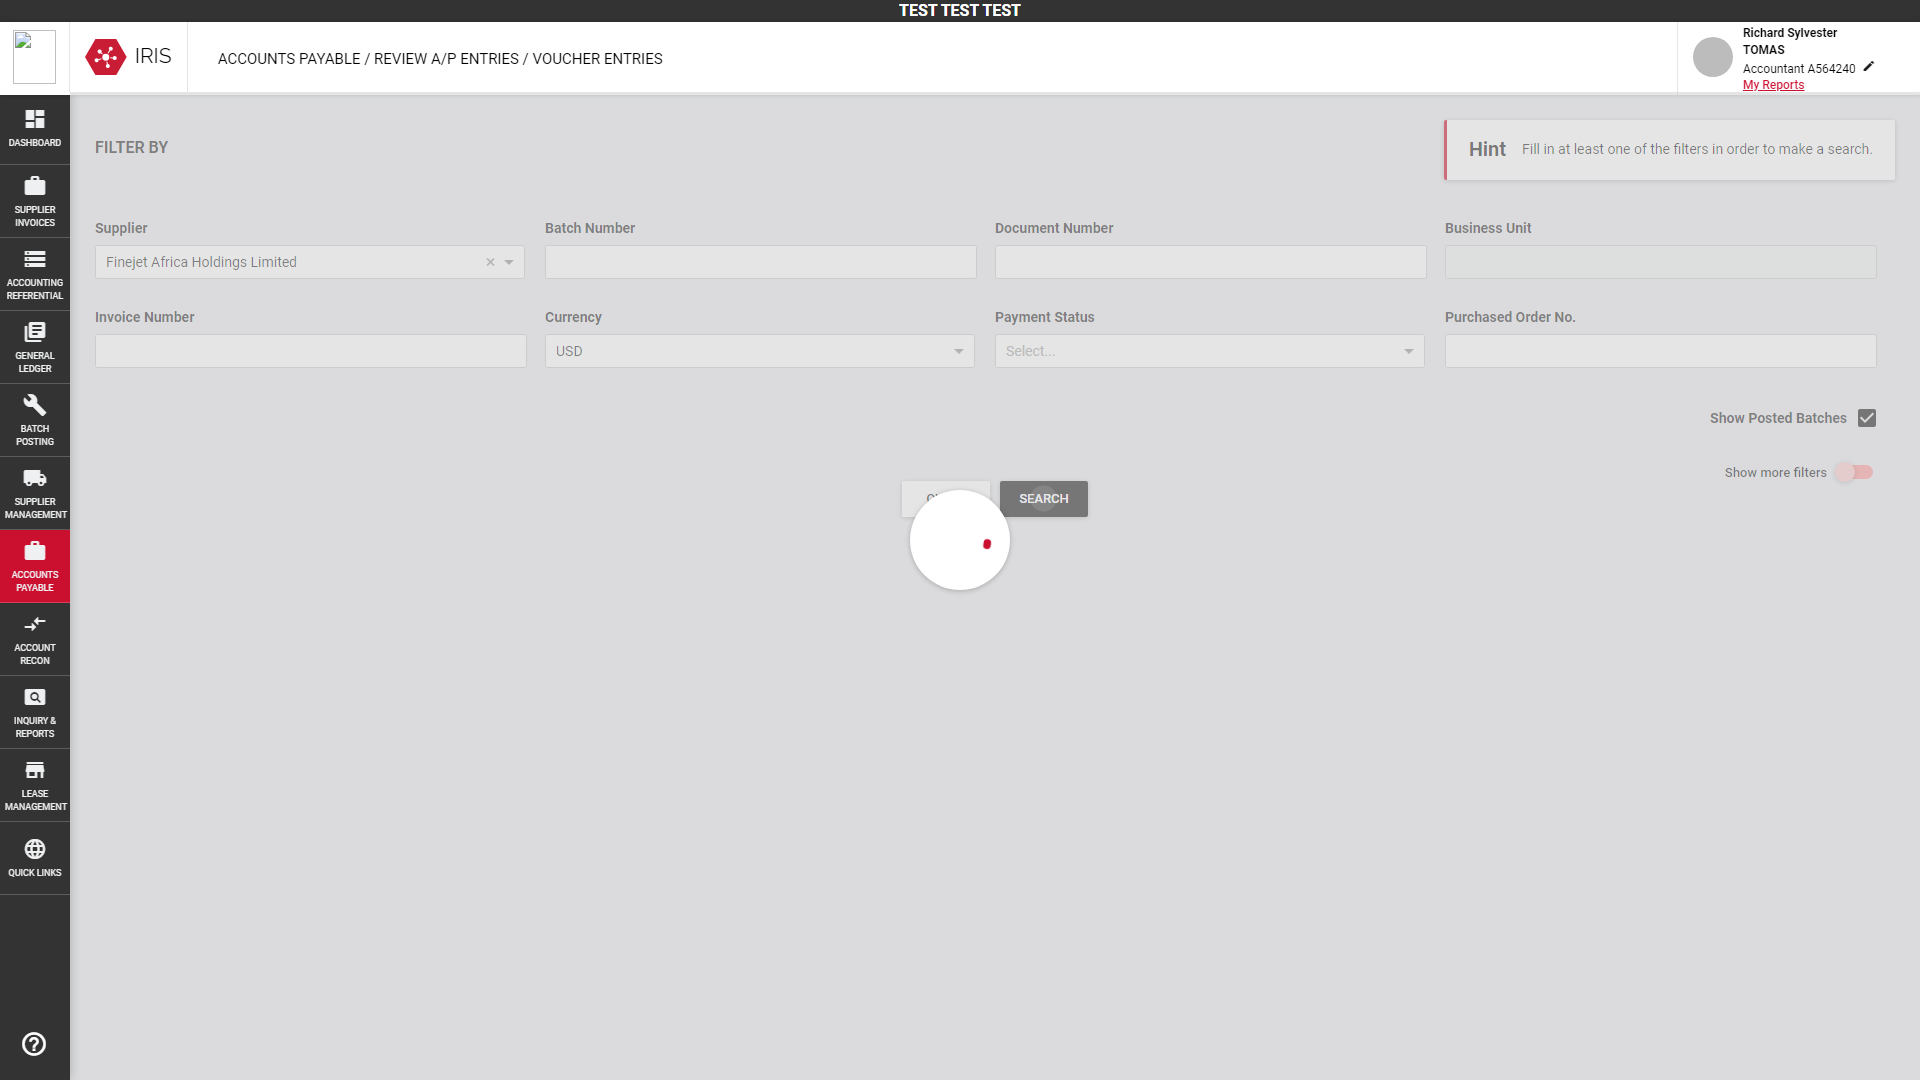 TEST TEST TEST
IRIS
ACCOUNTS PAYABLE / REVIEW A/P ENTRIES / VOUCHER ENTRIES
Richard Sylvester
TOMAS
Accountant A564240
My Reports
DASHBOARD
SUPPLIER
INVOICES
ACCOUNTING
REFERENTIAL
GENERAL
LEDGER
BATCH
POSTING
SUPPLIER
MANAGEMENT
ACCOUNTS
PAYABLE
ACCOUNT
RECON
INQUIRY &
REPORTS
LEASE
MANAGEMENT
QUICK LINKS
FILTER BY
Hint Fill in at least one of the filters in order to make a search.
Supplier
Batch Number
Document Number
Business Unit
Finejet Africa Holdings Limited
Invoice Number
Currency
Payment Status
Purchased Order No.
USD
Select...
Show Posted Batches
Show more filters
SEARCH